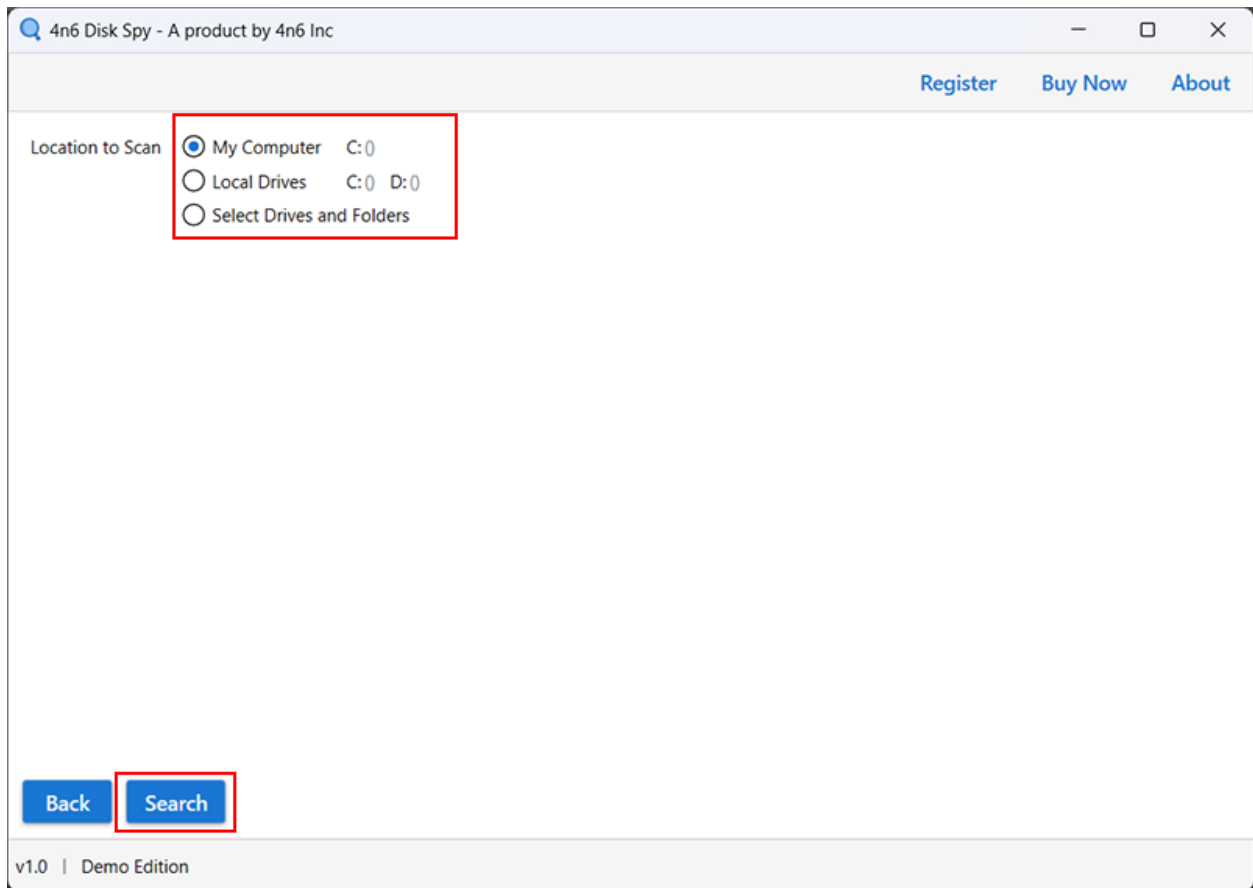 4n6 Disk Spy - A product by 4n6 Inc
Register Buy Now About
Location to Scan My Computer C:()
Local Drives C:() D:()
Select Drives and Folders
Back Search
v1.0 | Demo Edition